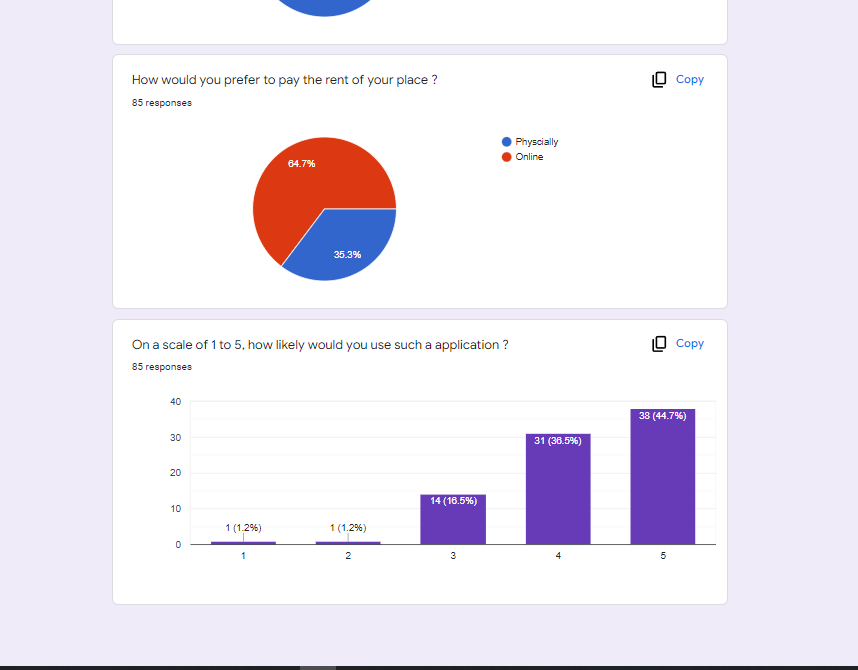 How would you prefer to pay the rent of your place ?
Copy
85 responses
64.7%
35.3%
Physcially
Online
On a scale of 1 to 5, how likely would you use such a application ?
Copy
85 responses
40
30
20
10
0
1 (1.2%)
1 (1.2%)
14 (16.5%)
31 (36.5%)
38 (44.7%)
1
2
3
4
5